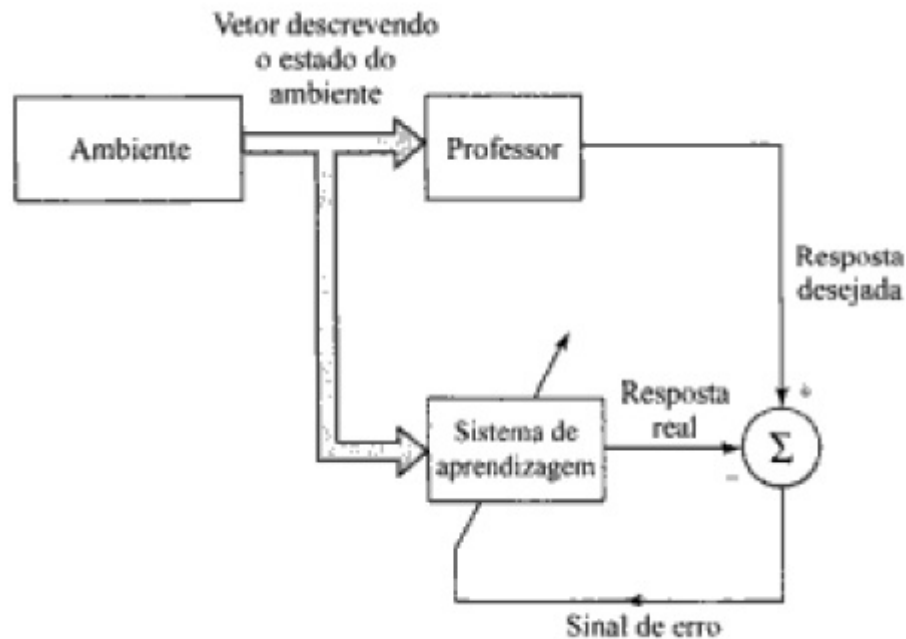 Vetor descrevendo
o estado do
ambiente
Ambiente
Professor
Resposta
desejada
+
Sistema de
aprendizagem
Resposta
real
Σ
−
Sinal de erro